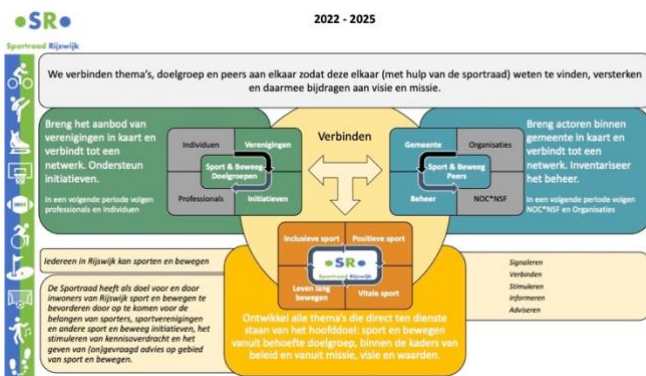 SR
Sportraad Rijswijk
2022 - 2025
We verbinden thema's, doelgroep en peers aan elkaar zodat deze elkaar (met hulp van de sportraad) weten te vinden, versterken
en daarmee bijdragen aan visie en missie.
Breng het aanbod van
verenigingen in kaart en
verbindt tot een
netwerk. Ondersteun
initiatieven.
In een volgende periode volgen
professionals en individuen
Individuen
Verenigingen
Sport & Beweeg
Doelgroepen
Professionals
Initiatieven
Verbinden
Gemeente
Organisaties
Sport & Beweeg
Peers
Beheer
NOC*NSF
Breng actoren binnen
gemeente in kaart en
verbindt tot een
netwerk. Inventariseer
het beheer.
In een volgende periode volgen
NOC*NSF en Organisaties
Inclusieve sport
Positieve sport
SR
Sportraad Rijswijk
Leven lang
bewegen
Vitale sport
Ontwikkel alle thema's die direct ten dienste
staan van het hoofddoel: sport en bewegen
vanuit behoefte doelgroep, binnen de kaders van
beleid en vanuit missie, visie en waarden.
Iedereen in Rijswijk kan sporten en bewegen
De Sportraad heeft als doel voor en door
inwoners van Rijswijk sport en bewegen te
bevorderen door op te komen voor de
belangen van sporters, sportverenigingen
en andere sport en beweeg initiatieven, het
stimuleren van kennisoverdracht en het
geven van (on)gevraagd advies op gebied
van sport en bewegen.
Signaleren
Verbinden
Stimuleren
Informeren
Adviseren